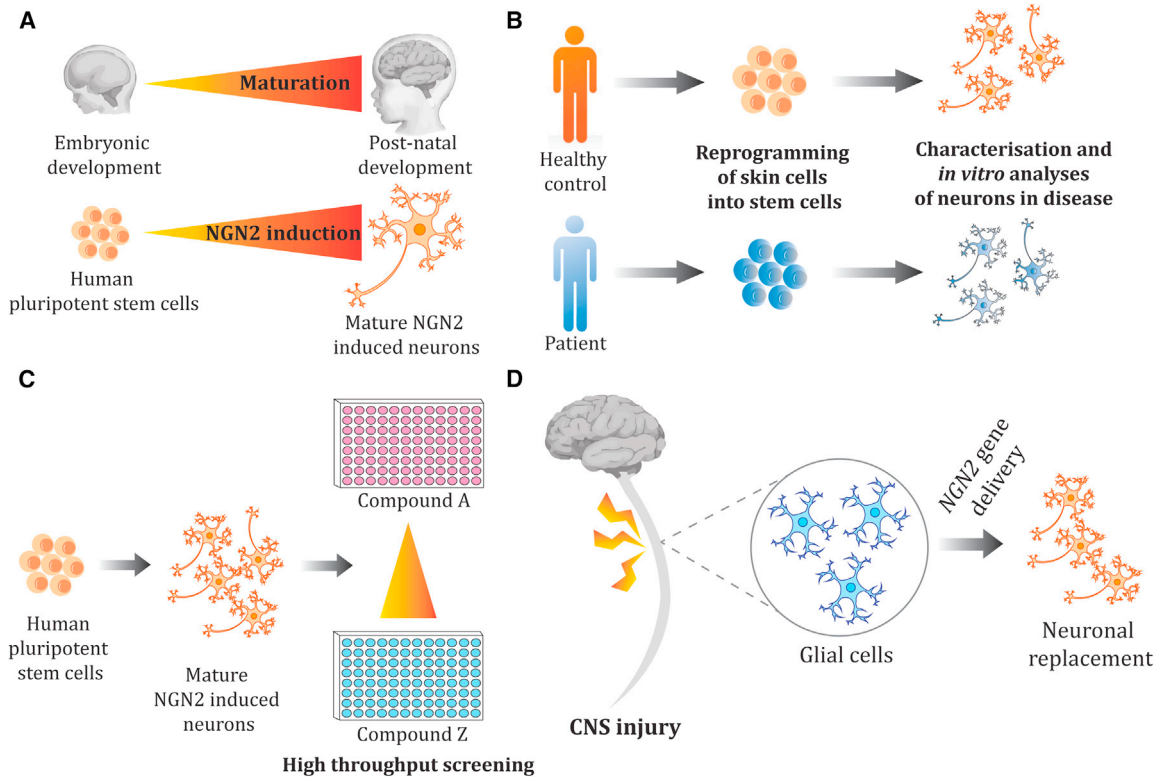 A
Maturation
Embryonic
development
Post-natal
development
NGN2 induction
Human
pluripotent stem cells
Mature NGN2
induced neurons
B
Healthy
control
Reprogramming
of skin cells
into stem cells
Characterisation and
in vitro analyses
of neurons in disease
Patient
C
Human
pluripotent
stem cells
Mature
NGN2 induced
neurons
Compound A
Compound Z
High throughput screening
D
CNS injury
Glial cells
NGN2 gene
delivery
Neuronal
replacement